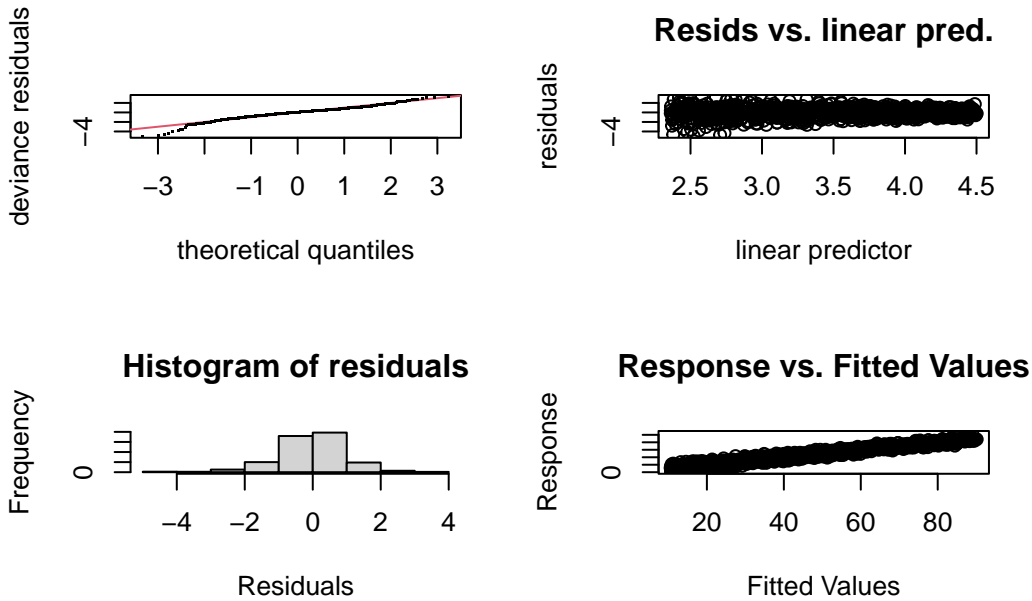 deviance residuals
−4
−3 −1 0 1 2 3
theoretical quantiles
Resids vs. linear pred.
residuals
−4
2.5 3.0 3.5 4.0 4.5
linear predictor
Histogram of residuals
Frequency
0
−4 −2 0 2 4
Residuals
Response vs. Fitted Values
Response
0
20 40 60 80
Fitted Values